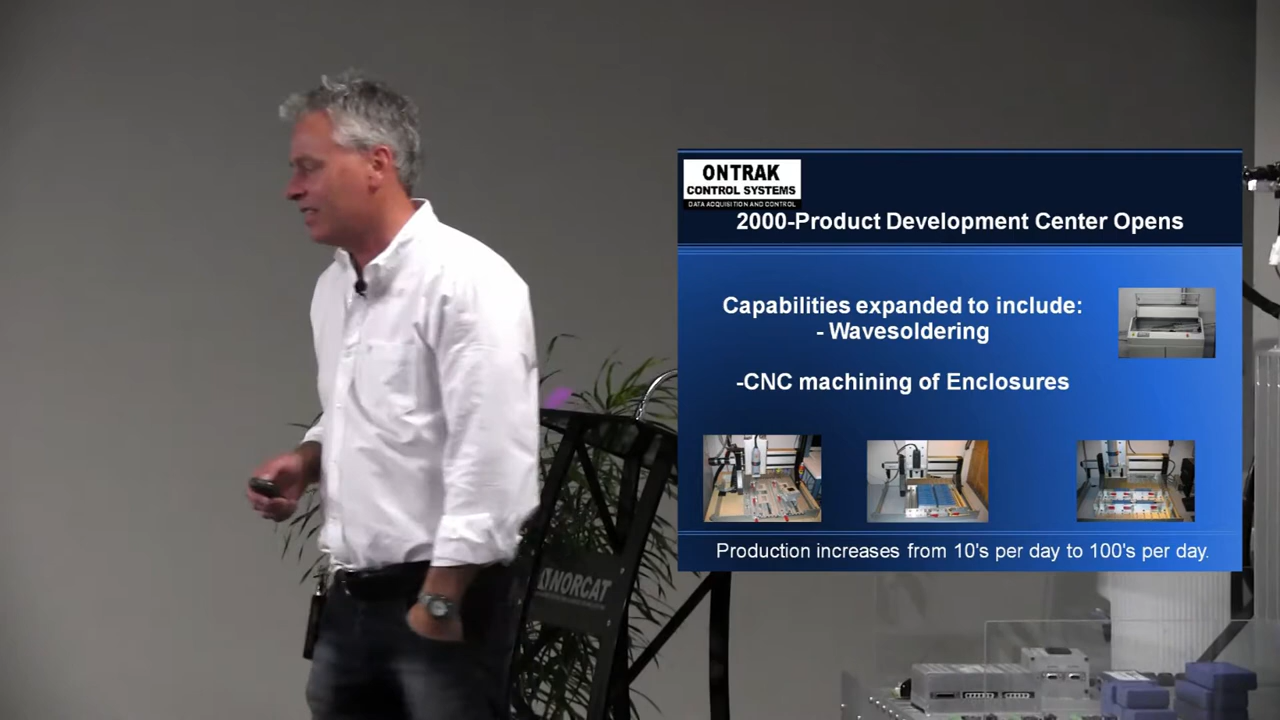 ONTRAK
CONTROL SYSTEMS
DATA ACQUISITION AND CONTROL
2000-Product Development Center Opens
Capabilities expanded to include:
- Wavesoldering
-CNC machining of Enclosures
Production increases from 10's per day to 100's per day.
NORCAT